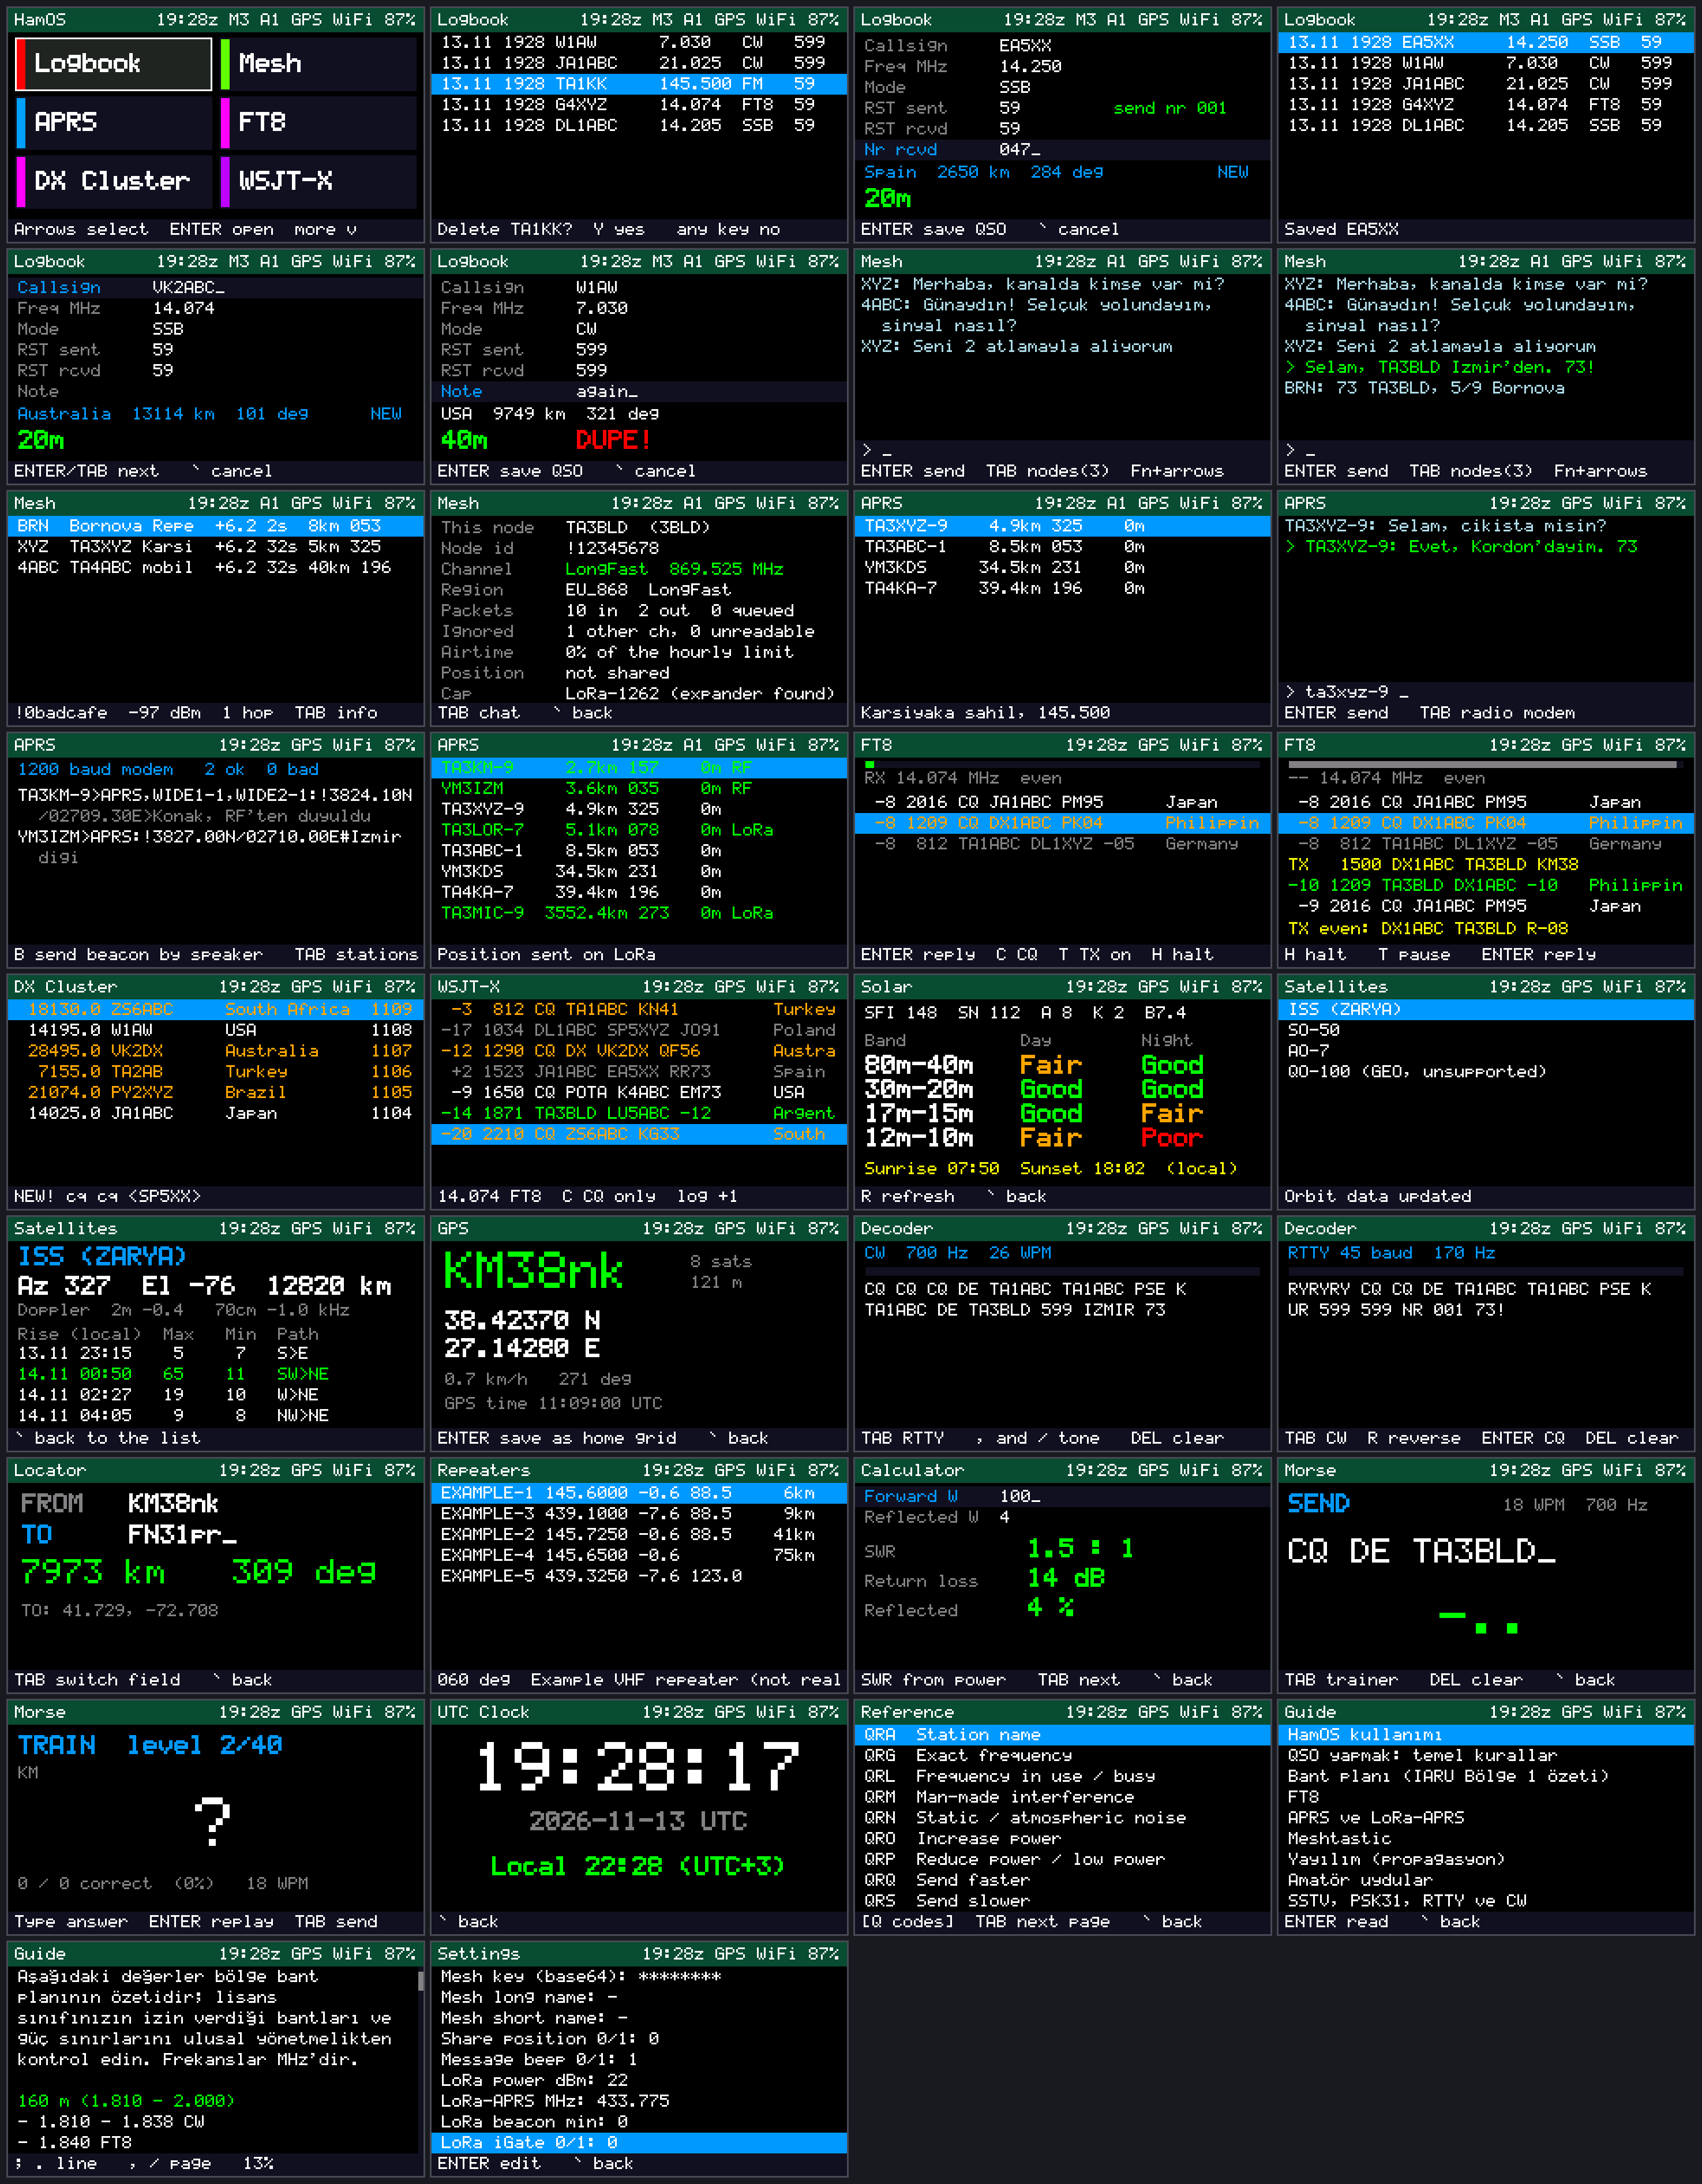 HamOS 19:28z M3 A1 GPS WiFi 87%
Logbook Mesh
APRS FT8
DX Cluster WSJT-X
Arrows select ENTER open more v
Logbook 19:28z M3 A1 GPS WiFi 87%
13.11 1928 W1AW 7.030 CW 599
13.11 1928 JA1ABC 21.025 CW 599
13.11 1928 TA1KK 145.500 FM 59
13.11 1928 G4XYZ 14.074 FT8 59
13.11 1928 DL1ABC 14.205 SSB 59
Delete TA1KK? Y yes any key no
Logbook 19:28z M3 A1 GPS WiFi 87%
Callsign EA5XX
Freq MHz 14.250
Mode SSB
RST sent 59 send nr 001
RST rcvd 59
Nr rcvd 047_
Spain 2650 km 284 deg NEW
20m
ENTER save QSO ` cancel
Logbook 19:28z M3 A1 GPS WiFi 87%
13.11 1928 EA5XX 14.250 SSB 59
13.11 1928 W1AW 7.030 CW 599
13.11 1928 JA1ABC 21.025 CW 599
13.11 1928 G4XYZ 14.074 FT8 59
13.11 1928 DL1ABC 14.205 SSB 59
Saved EA5XX
Logbook 19:28z M3 A1 GPS WiFi 87%
Callsign VK2ABC_
Freq MHz 14.074
Mode SSB
RST sent 59
RST rcvd 59
Note
Australia 13114 km 101 deg NEW
20m
ENTER/TAB next ` cancel
Logbook 19:28z M3 A1 GPS WiFi 87%
Callsign W1AW
Freq MHz 7.030
Mode CW
RST sent 599
RST rcvd 599
Note again_
USA 9749 km 321 deg
40m DUPE!
ENTER save QSO ` cancel
Mesh 19:28z A1 GPS WiFi 87%
XYZ: Merhaba, kanalda kimse var mi?
4ABC: Günaydın! Selçuk yolundayım,
sinyal nasıl?
XYZ: Seni 2 atlamayla aliyorum
> _
ENTER send TAB nodes(3) Fn+arrows
Mesh 19:28z A1 GPS WiFi 87%
XYZ: Merhaba, kanalda kimse var mi?
4ABC: Günaydın! Selçuk yolundayım,
sinyal nasıl?
XYZ: Seni 2 atlamayla aliyorum
> Selam, TA3BLD Izmir'den. 73!
BRN: 73 TA3BLD, 5/9 Bornova
> _
ENTER send TAB nodes(3) Fn+arrows
Mesh 19:28z A1 GPS WiFi 87%
BRN Bornova Repe +6.2 2s 8km 053
XYZ TA3XYZ Karsi +6.2 32s 5km 325
4ABC TA4ABC mobil +6.2 32s 40km 196
!0badcafe -97 dBm 1 hop TAB info
Mesh 19:28z A1 GPS WiFi 87%
This node TA3BLD (3BLD)
Node id !12345678
Channel LongFast 869.525 MHz
Region EU_868 LongFast
Packets 10 in 2 out 0 queued
Ignored 1 other ch, 0 unreadable
Airtime 0% of the hourly limit
Position not shared
Cap LoRa-1262 (expander found)
TAB chat ` back
APRS 19:28z A1 GPS WiFi 87%
TA3XYZ-9 4.9km 325 0m
TA3ABC-1 8.5km 053 0m
YM3KDS 34.5km 231 0m
TA4KA-7 39.4km 196 0m
Karsiyaka sahil, 145.500
APRS 19:28z GPS WiFi 87%
TA3XYZ-9: Selam, cikista misin?
> TA3XYZ-9: Evet, Kordon'dayim. 73
> ta3xyz-9 _
ENTER send TAB radio modem
APRS 19:28z GPS WiFi 87%
1200 baud modem 2 ok 0 bad
TA3KM-9>APRS,WIDE1-1,WIDE2-1:!3824.10N
/02709.30E>Konak, RF'ten duyuldu
YM3IZM>APRS:!3827.00N/02710.00E#Izmir
digi
B send beacon by speaker TAB stations
APRS 19:28z A1 GPS WiFi 87%
TA3KM-9 2.7km 157 0m RF
YM3IZM 3.6km 035 0m RF
TA3XYZ-9 4.9km 325 0m
TA3LOR-7 5.1km 078 0m LoRa
TA3ABC-1 8.5km 053 0m
YM3KDS 34.5km 231 0m
TA4KA-7 39.4km 196 0m
TA3MIC-9 3552.4km 273 0m LoRa
Position sent on LoRa
FT8 19:28z GPS WiFi 87%
RX 14.074 MHz even
-8 2016 CQ JA1ABC PM95 Japan
-8 1209 CQ DX1ABC PK04 Philippin
-8 812 TA1ABC DL1XYZ -05 Germany
ENTER reply C CQ T TX on H halt
FT8 19:28z GPS WiFi 87%
-- 14.074 MHz even
-8 2016 CQ JA1ABC PM95 Japan
-8 1209 CQ DX1ABC PK04 Philippin
-8 812 TA1ABC DL1XYZ -05 Germany
TX 1500 DX1ABC TA3BLD KM38
-10 1209 TA3BLD DX1ABC -10 Philippin
-9 2016 CQ JA1ABC PM95 Japan
TX even: DX1ABC TA3BLD R-08
H halt T pause ENTER reply
DX Cluster 19:28z GPS WiFi 87%
18130.0 ZS6ABC South Africa 1109
14195.0 W1AW USA 1108
28495.0 VK2DX Australia 1107
7155.0 TA2AB Turkey 1106
21074.0 PY2XYZ Brazil 1105
14025.0 JA1ABC Japan 1104
NEW! cq cq <SP5XX>
WSJT-X 19:28z GPS WiFi 87%
-3 812 CQ TA1ABC KN41 Turkey
-17 1034 DL1ABC SP5XYZ JO91 Poland
-12 1290 CQ DX VK2DX QF56 Austra
+2 1523 JA1ABC EA5XX RR73 Spain
-9 1650 CQ POTA K4ABC EM73 USA
-14 1871 TA3BLD LU5ABC -12 Argent
-20 2210 CQ ZS6ABC KG33 South
14.074 FT8 C CQ only log +1
Solar 19:28z GPS WiFi 87%
SFI 148 SN 112 A 8 K 2 B7.4
Band Day Night
80m-40m Fair Good
30m-20m Good Good
17m-15m Good Fair
12m-10m Fair Poor
Sunrise 07:50 Sunset 18:02 (local)
R refresh ` back
Satellites 19:28z GPS WiFi 87%
ISS (ZARYA)
SO-50
AO-7
QO-100 (GEO, unsupported)
Orbit data updated
Satellites 19:28z GPS WiFi 87%
ISS (ZARYA)
Az 327 El -76 12820 km
Doppler 2m -0.4 70cm -1.0 kHz
Rise (local) Max Min Path
13.11 23:15 5 7 S>E
14.11 00:50 65 11 SW>NE
14.11 02:27 19 10 W>NE
14.11 04:05 9 8 NW>NE
` back to the list
GPS 19:28z GPS WiFi 87%
KM38nk 8 sats
121 m
38.42370 N
27.14280 E
0.7 km/h 271 deg
GPS time 11:09:00 UTC
ENTER save as home grid ` back
Decoder 19:28z GPS WiFi 87%
CW 700 Hz 26 WPM
CQ CQ CQ DE TA1ABC TA1ABC PSE K
TA1ABC DE TA3BLD 599 IZMIR 73
TAB RTTY , and / tone DEL clear
Decoder 19:28z GPS WiFi 87%
RTTY 45 baud 170 Hz
RYRYRY CQ CQ DE TA1ABC TA1ABC PSE K
UR 599 599 NR 001 73!
TAB CW R reverse ENTER CQ DEL clear
Locator 19:28z GPS WiFi 87%
FROM KM38nk
TO FN31pr_
7973 km 309 deg
TO: 41.729, -72.708
TAB switch field ` back
Repeaters 19:28z GPS WiFi 87%
EXAMPLE-1 145.6000 -0.6 88.5 6km
EXAMPLE-3 439.1000 -7.6 88.5 9km
EXAMPLE-2 145.7250 -0.6 88.5 41km
EXAMPLE-4 145.6500 -0.6 75km
EXAMPLE-5 439.3250 -7.6 123.0
060 deg Example VHF repeater (not real
Calculator 19:28z GPS WiFi 87%
Forward W 100_
Reflected W 4
SWR 1.5 : 1
Return loss 14 dB
Reflected 4 %
SWR from power TAB next ` back
Morse 19:28z GPS WiFi 87%
SEND 18 WPM 700 Hz
CQ DE TA3BLD_
-..
TAB trainer DEL clear ` back
Morse 19:28z GPS WiFi 87%
TRAIN level 2/40
KM
?
0 / 0 correct (0%) 18 WPM
Type answer ENTER replay TAB send
UTC Clock 19:28z GPS WiFi 87%
19:28:17
2026-11-13 UTC
Local 22:28 (UTC+3)
` back
Reference 19:28z GPS WiFi 87%
QRA Station name
QRG Exact frequency
QRL Frequency in use / busy
QRM Man-made interference
QRN Static / atmospheric noise
QRO Increase power
QRP Reduce power / low power
QRQ Send faster
QRS Send slower
[Q codes] TAB next page ` back
Guide 19:28z GPS WiFi 87%
HamOS kullanımı
QSO yapmak: temel kurallar
Bant planı (IARU Bölge 1 özeti)
FT8
APRS ve LoRa-APRS
Meshtastic
Yayılım (propagasyon)
Amatör uydular
SSTV, PSK31, RTTY ve CW
ENTER read ` back
Guide 19:28z GPS WiFi 87%
Aşağıdaki değerler bölge bant
planının özetidir; lisans
sınıfınızın izin verdiği bantları ve
güç sınırlarını ulusal yönetmelikten
kontrol edin. Frekanslar MHz'dir.
160 m (1.810 - 2.000)
- 1.810 - 1.838 CW
- 1.840 FT8
; . line , / page 13%
Settings 19:28z GPS WiFi 87%
Mesh key (base64): ********
Mesh long name: -
Mesh short name: -
Share position 0/1: 0
Message beep 0/1: 1
LoRa power dBm: 22
LoRa-APRS MHz: 433.775
LoRa beacon min: 0
LoRa iGate 0/1: 0
ENTER edit ` back